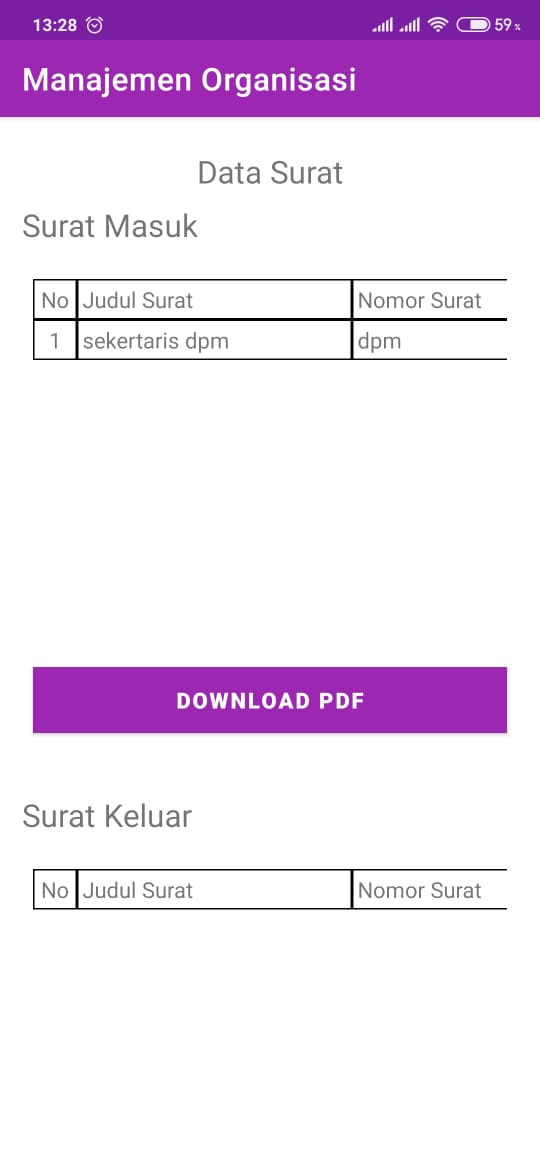 13:28 59%
Manajemen Organisasi
Data Surat
Surat Masuk
No Judul Surat Nomor Surat
1 sekertaris dpm dpm
DOWNLOAD PDF
Surat Keluar
No Judul Surat Nomor Surat